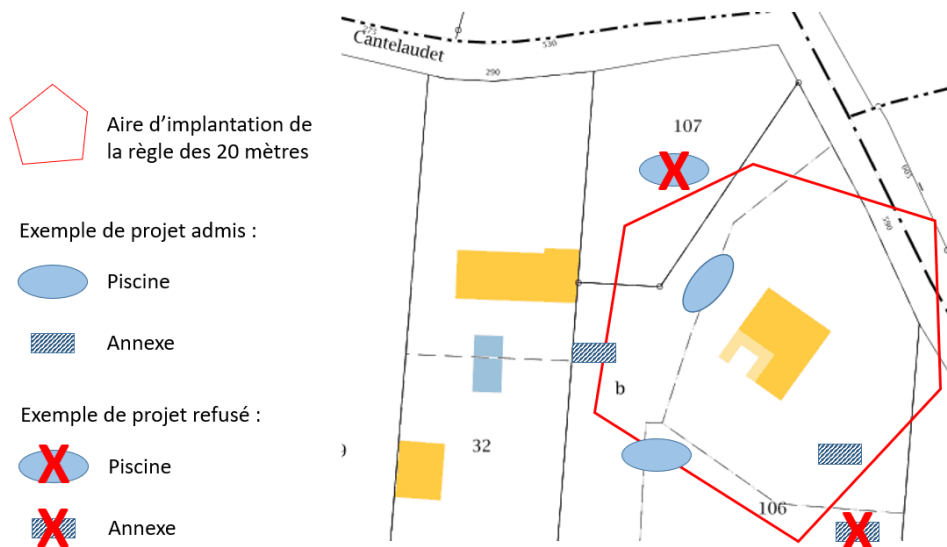 Aire d’implantation de
la règle des 20 mètres
Exemple de projet admis :
Piscine
Annexe
Exemple de projet refusé :
X
Piscine
X
Annexe
275
Cantelaudet
530
290
107
X
590
b
32
106
X